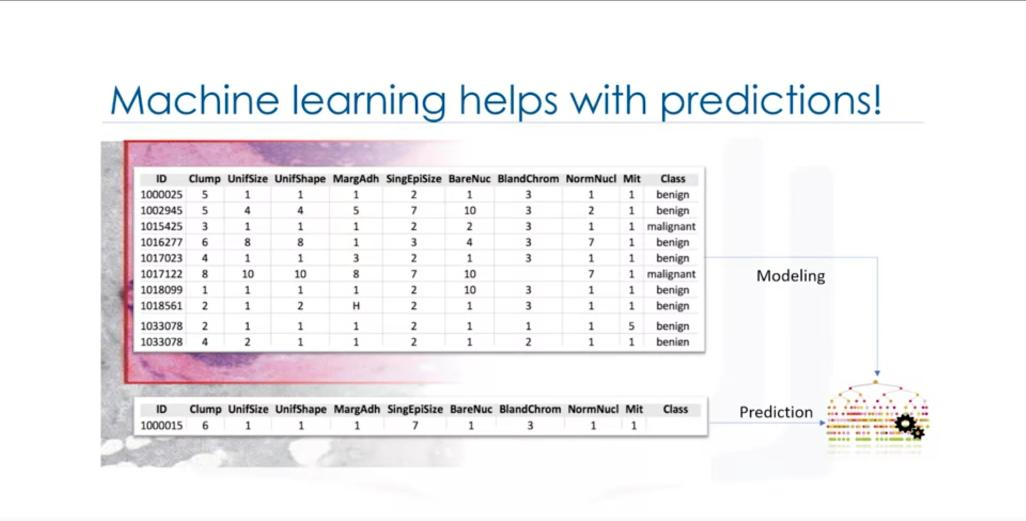 Machine learning helps with predictions!
ID Clump UnifSize UnifShape MargAdh SingEpiSize BareNuc BlandChrom NormNucl Mit Class
1000025 5 1 1 1 2 1 3 1 1 benign
1002945 5 4 4 5 7 10 3 2 1 benign
1015425 3 1 1 1 2 2 3 1 1 malignant
1016277 6 8 8 1 3 4 3 7 1 benign
1017023 4 1 1 3 2 1 3 1 1 benign
1017122 8 10 10 8 7 10 7 1 malignant
1018099 1 1 1 1 2 10 3 1 1 benign
1018561 2 1 2 H 2 1 3 1 1 benign
1033078 2 1 1 1 2 1 1 1 5 benign
1033078 4 2 1 1 2 1 2 1 1 benign
Modeling
ID Clump UnifSize UnifShape MargAdh SingEpiSize BareNuc BlandChrom NormNucl Mit Class
1000015 6 1 1 1 7 1 3 1 1
Prediction